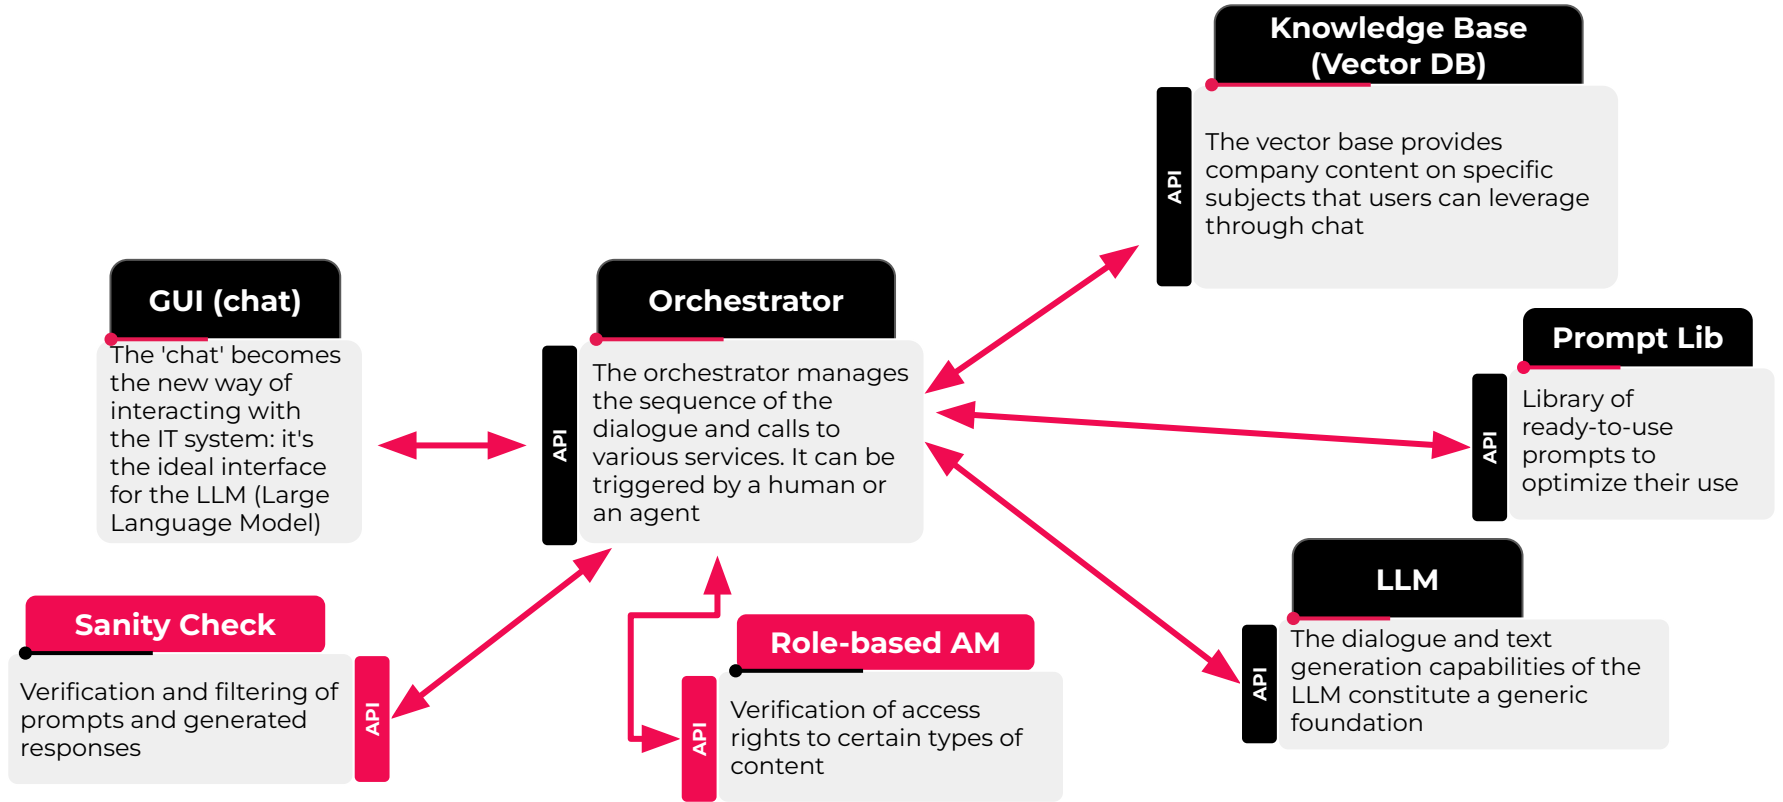 Knowledge Base
(Vector DB)
API
The vector base provides
company content on specific
subjects that users can leverage
through chat
GUI (chat)
The 'chat' becomes
the new way of
interacting with
the IT system: it's
the ideal interface
for the LLM (Large
Language Model)
Orchestrator
API
The orchestrator manages
the sequence of the
dialogue and calls to
various services. It can be
triggered by a human or
an agent
Prompt Lib
API
Library of
ready-to-use
prompts to
optimize their use
LLM
API
The dialogue and text
generation capabilities of the
LLM constitute a generic
foundation
Sanity Check
Verification and filtering of
prompts and generated
responses
API
Role-based AM
API
Verification of access
rights to certain types of
content